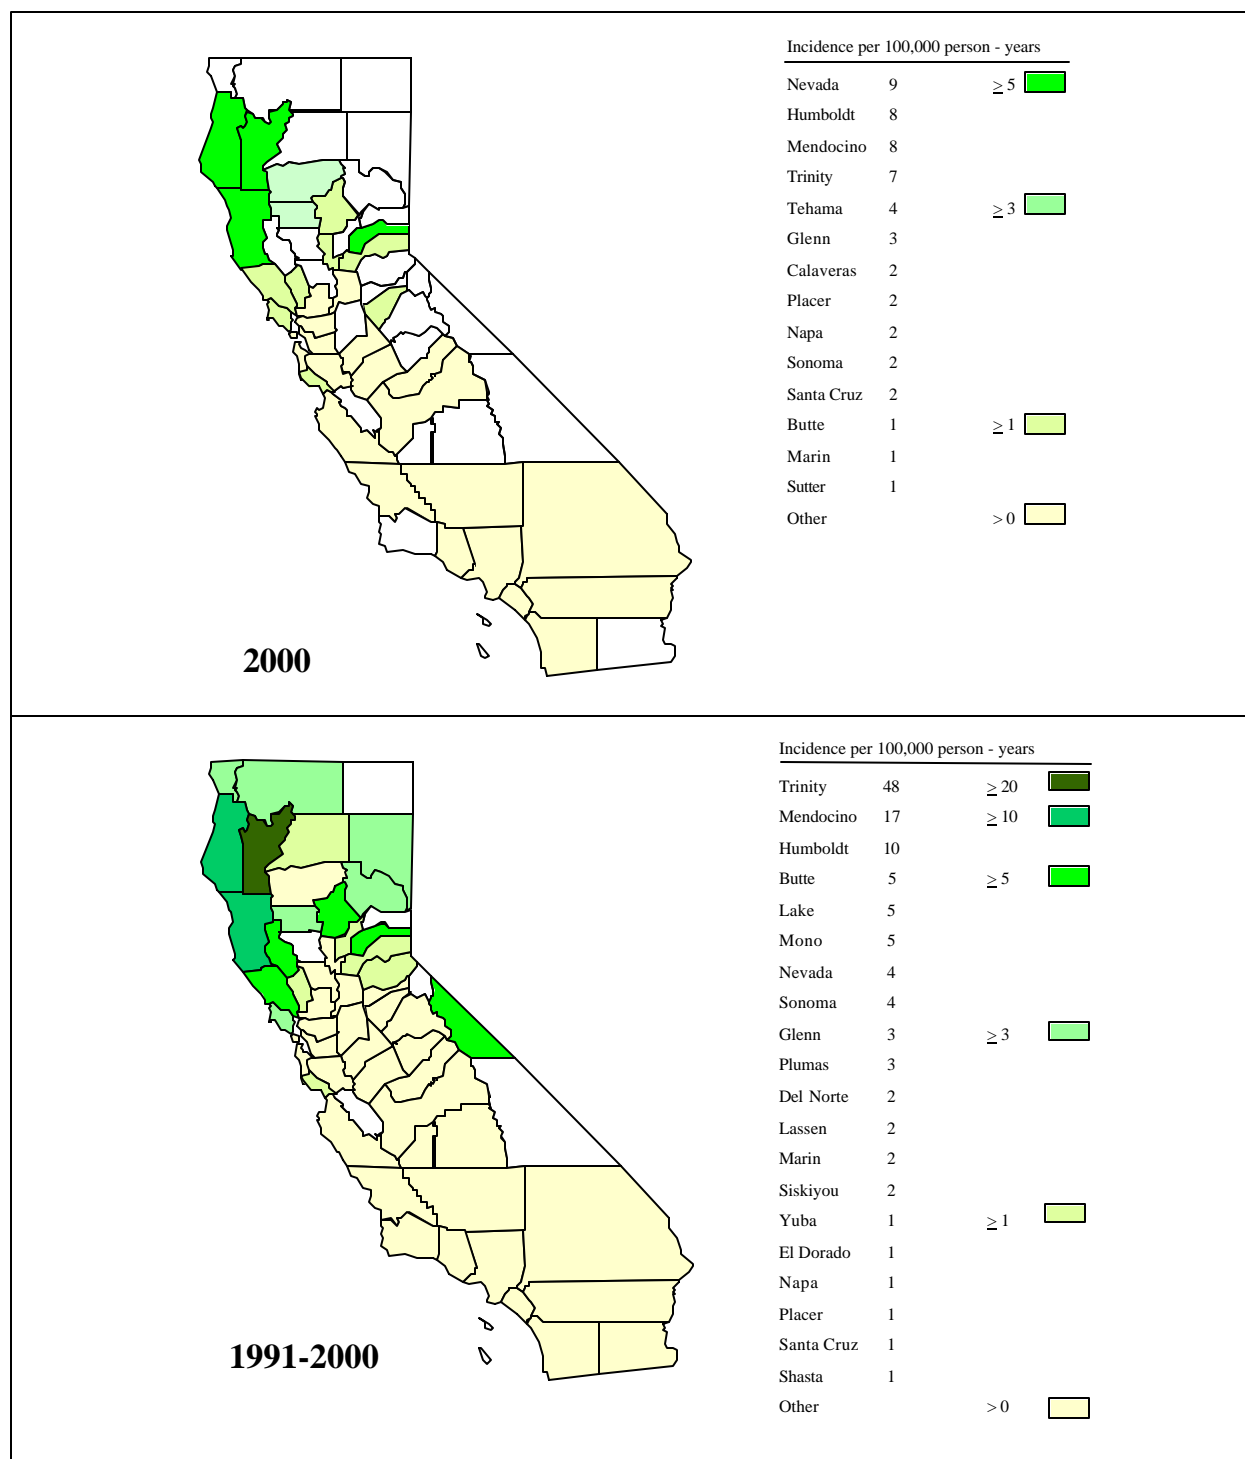 Incidence per 100,000 person - years
Nevada 9 ≥ 5
Humboldt 8
Mendocino 8
Trinity 7
Tehama 4 ≥ 3
Glenn 3
Calaveras 2
Placer 2
Napa 2
Sonoma 2
Santa Cruz 2
Butte 1 ≥ 1
Marin 1
Sutter 1
Other > 0
2000
Incidence per 100,000 person - years
Trinity 48 ≥ 20
Mendocino 17 ≥ 10
Humboldt 10
Butte 5 ≥ 5
Lake 5
Mono 5
Nevada 4
Sonoma 4
Glenn 3 ≥ 3
Plumas 3
Del Norte 2
Lassen 2
Marin 2
Siskiyou 2
Yuba 1 ≥ 1
El Dorado 1
Napa 1
Placer 1
Santa Cruz 1
Shasta 1
Other > 0
1991-2000